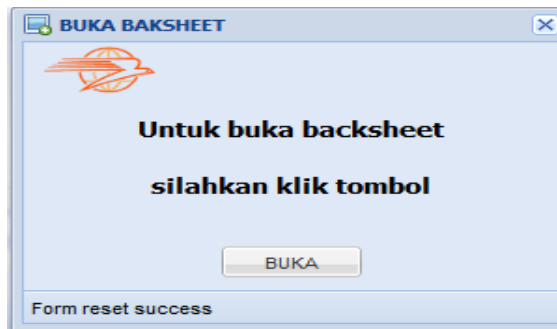 BUKA BAKSHEET
Untuk buka backsheet
silahkan klik tombol
BUKA
Form reset success